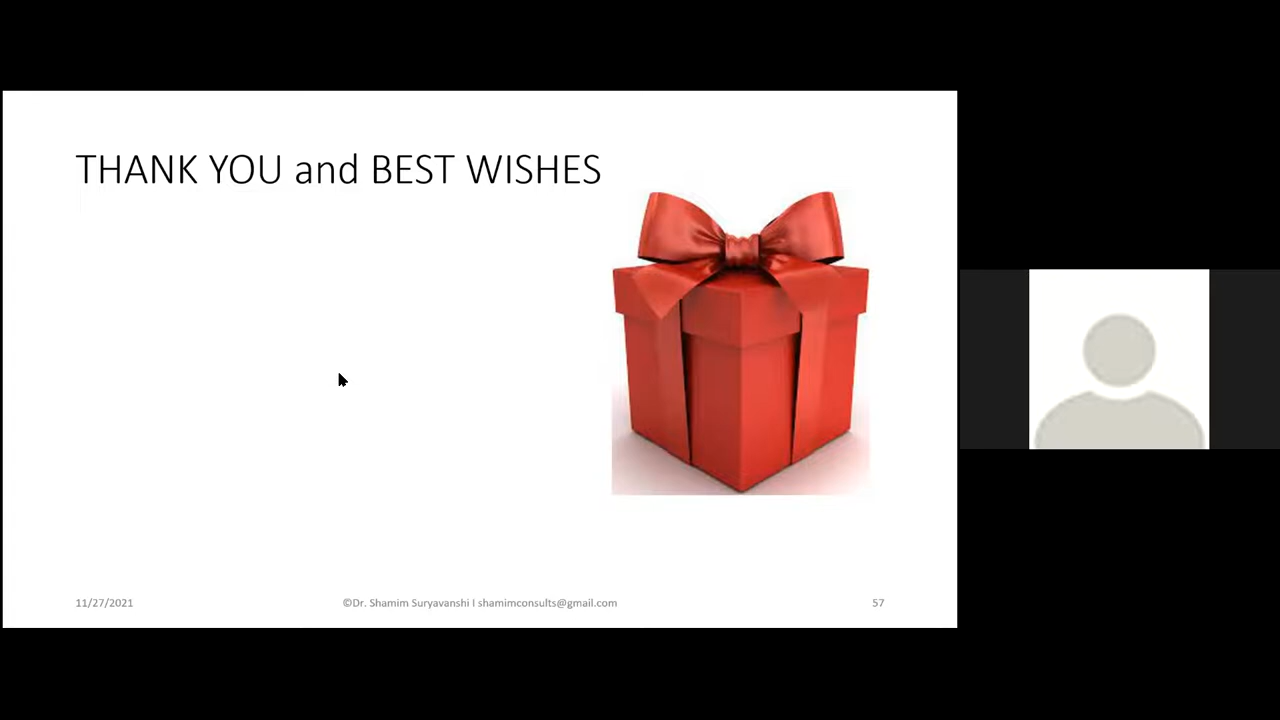 THANK YOU and BEST WISHES
11/27/2021
©Dr. Shamim Suryavanshi I shamimconsults@gmail.com
57